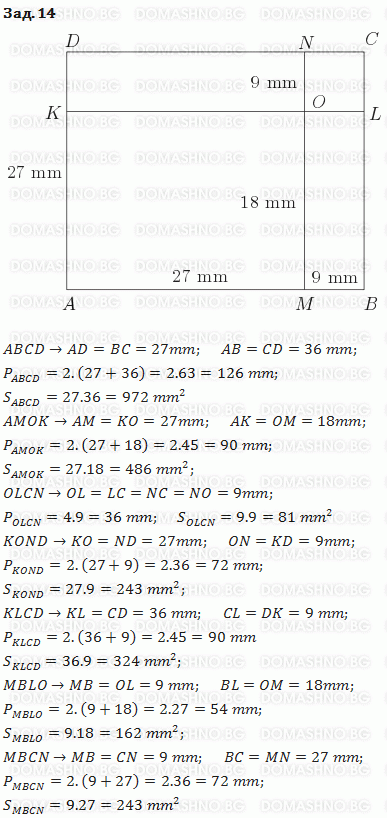 Зад. 14
D N C
9 mm
K O L
27 mm
18 mm
27 mm 9 mm
A M B
ABCD → AD = BC = 27mm; AB = CD = 36 mm;
P_ABCD = 2.(27 + 36) = 2.63 = 126 mm;
S_ABCD = 27.36 = 972 mm²
AMOK → AM = KO = 27mm; AK = OM = 18mm;
P_AMOK = 2.(27 + 18) = 2.45 = 90 mm;
S_AMOK = 27.18 = 486 mm²;
OLCN → OL = LC = NC = NO = 9mm;
P_OLCN = 4.9 = 36 mm; S_OLCN = 9.9 = 81 mm²
KOND → KO = ND = 27mm; ON = KD = 9mm;
P_KOND = 2.(27 + 9) = 2.36 = 72 mm;
S_KOND = 27.9 = 243 mm²;
KLCD → KL = CD = 36 mm; CL = DK = 9 mm;
P_KLCD = 2.(36 + 9) = 2.45 = 90 mm
S_KLCD = 36.9 = 324 mm²;
MBLO → MB = OL = 9 mm; BL = OM = 18mm;
P_MBLO = 2.(9 + 18) = 2.27 = 54 mm;
S_MBLO = 9.18 = 162 mm²;
MBCN → MB = CN = 9 mm; BC = MN = 27 mm;
P_MBCN = 2.(9 + 27) = 2.36 = 72 mm;
S_MBCN = 9.27 = 243 mm²